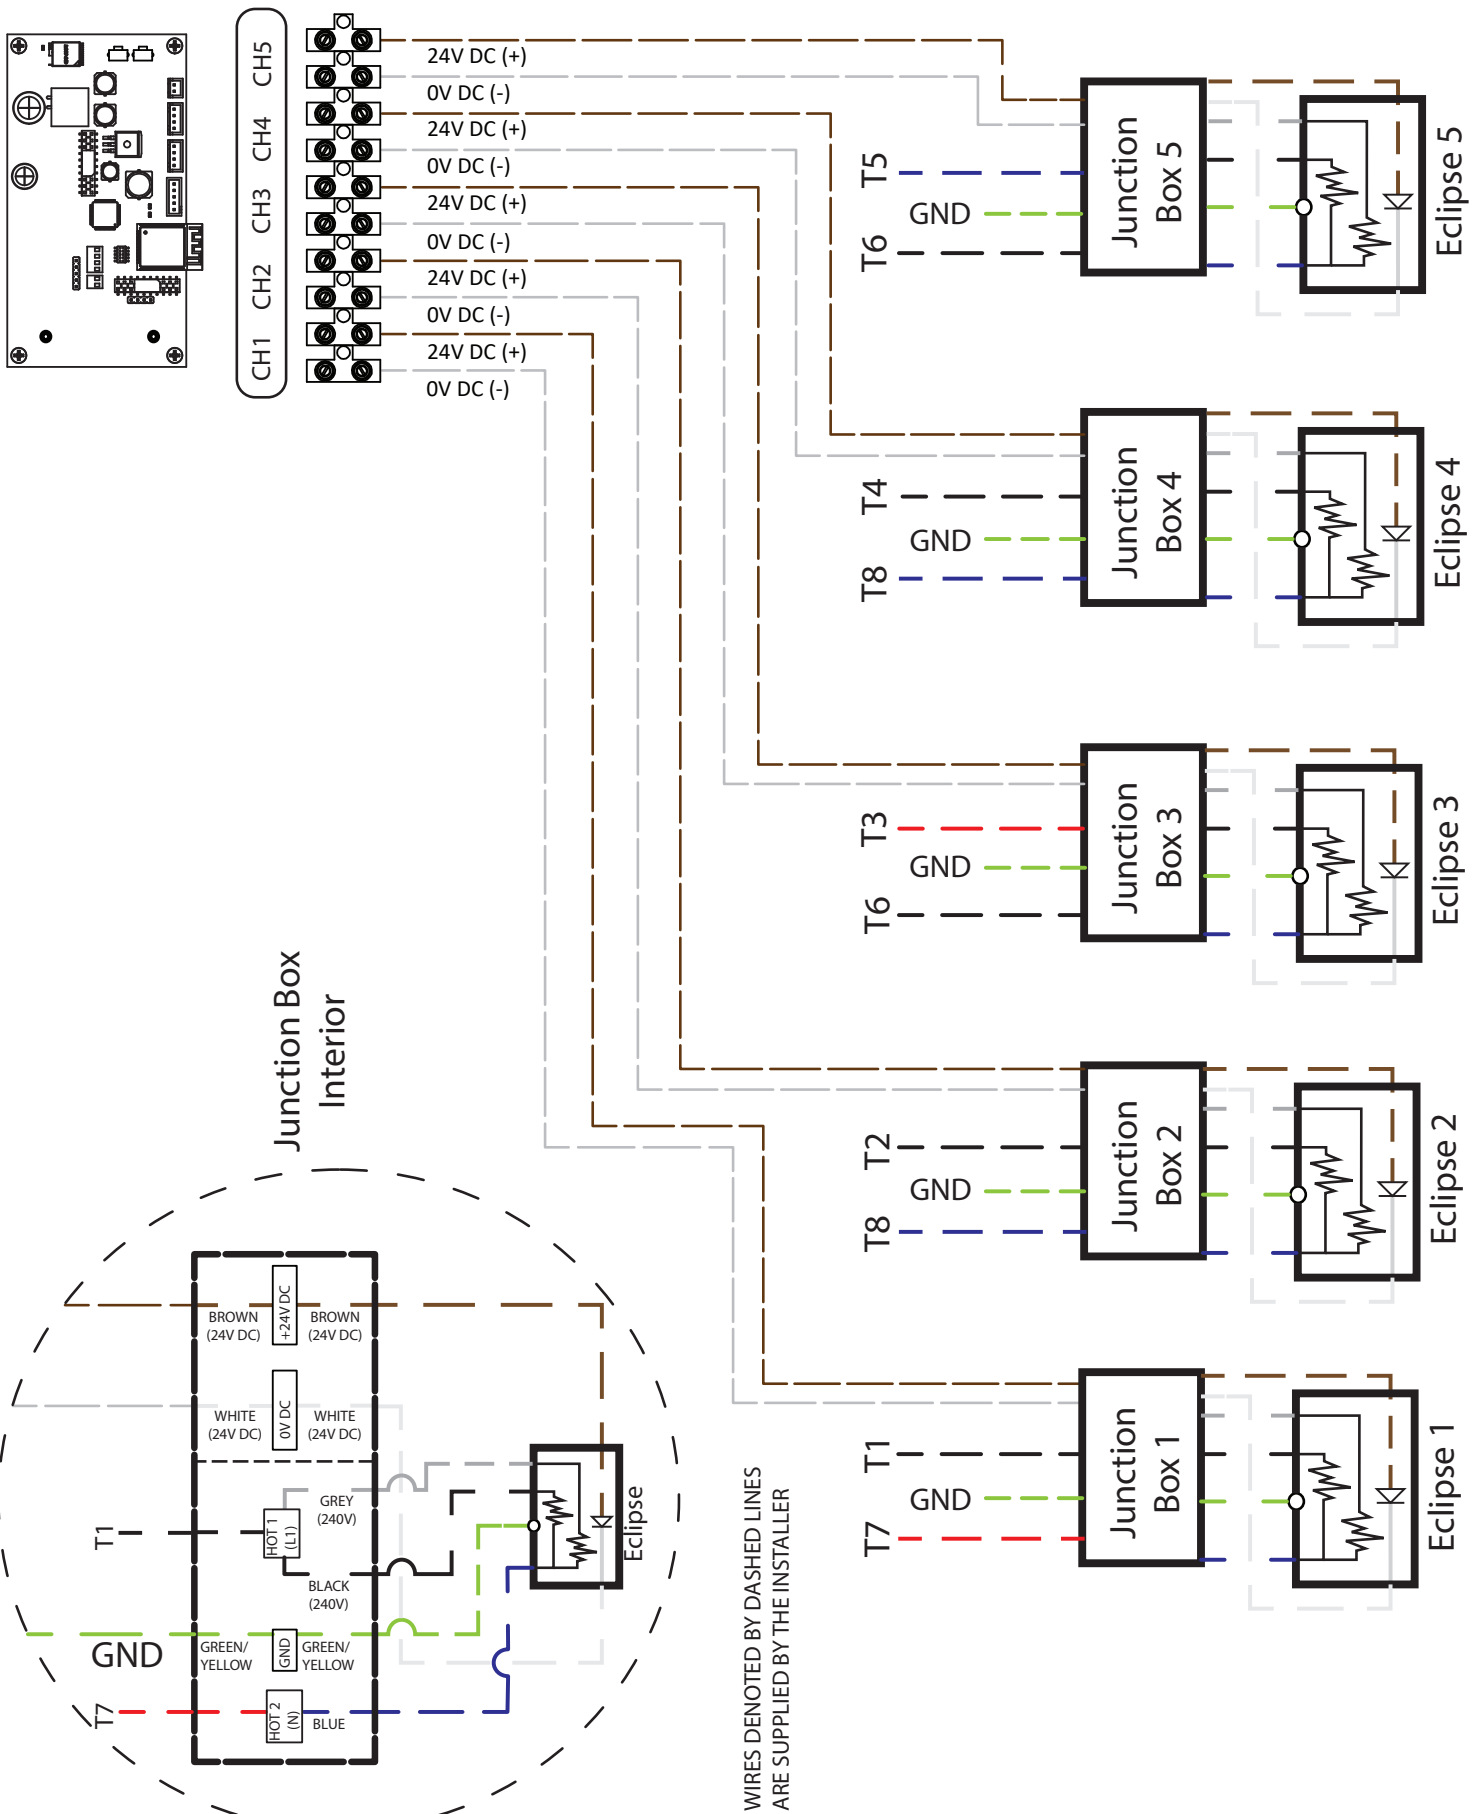 CH5
CH4
CH3
CH2
CH1
24V DC (+)
0V DC (-)
24V DC (+)
0V DC (-)
24V DC (+)
0V DC (-)
24V DC (+)
0V DC (-)
24V DC (+)
0V DC (-)
T5
GND
T6
Junction
Box 5
Eclipse 5
T4
GND
T8
Junction
Box 4
Eclipse 4
T3
GND
T6
Junction
Box 3
Eclipse 3
T2
GND
T8
Junction
Box 2
Eclipse 2
T1
GND
T7
Junction
Box 1
Eclipse 1
Junction Box
Interior
BROWN
(24V DC)
+24V DC
BROWN
(24V DC)
WHITE
(24V DC)
0V DC
WHITE
(24V DC)
T1
HOT 1
(L1)
GREY
(240V)
BLACK
(240V)
GND
GREEN/
YELLOW
GND
GREEN/
YELLOW
T7
HOT 2
(N)
BLUE
Eclipse
WIRES DENOTED BY DASHED LINES
ARE SUPPLIED BY THE INSTALLER